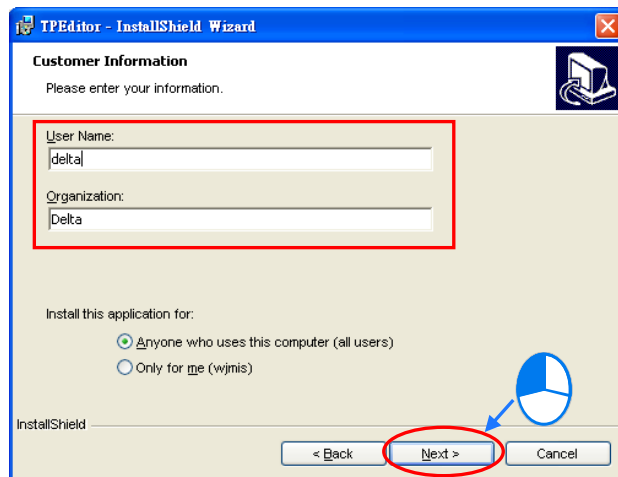 TPEditor - InstallShield Wizard
Customer Information
Please enter your information.
User Name:
delta
Organization:
Delta
Install this application for:
Anyone who uses this computer (all users)
Only for me (wjmis)
InstallShield
< Back
Next >
Cancel